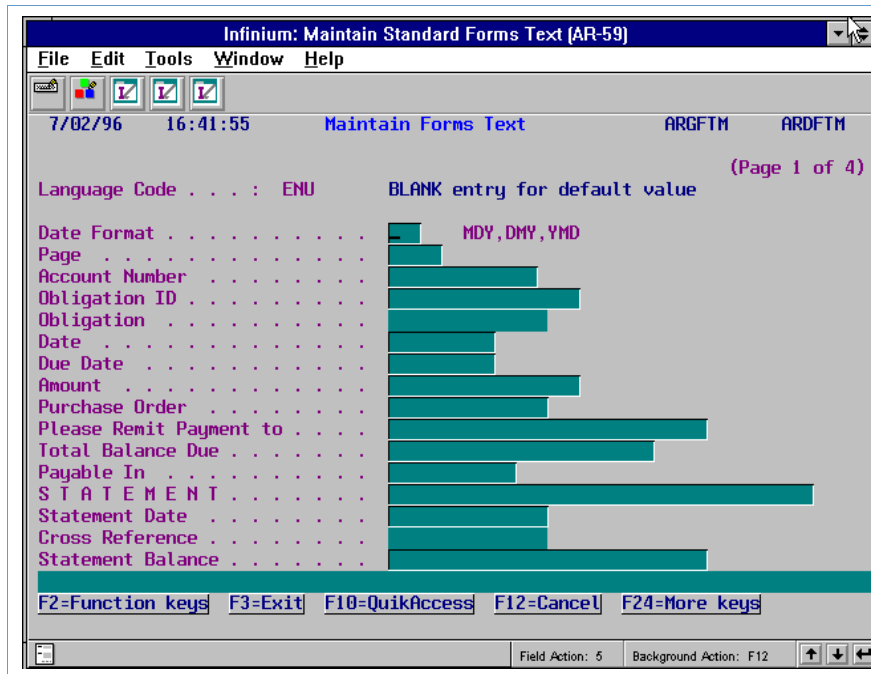 Infinium: Maintain Standard Forms Text (AR-59)
File Edit Tools Window Help
7/02/96 16:41:55 Maintain Forms Text ARGFTM ARDFTM
(Page 1 of 4)
Language Code . . . : ENU BLANK entry for default value
Date Format . . . . . . . . . . MDY,DMY,YMD
Page . . . . . . . . . . . . .
Account Number . . . . . . . . .
Obligation ID . . . . . . . . .
Obligation . . . . . . . . . .
Date . . . . . . . . . . . . .
Due Date . . . . . . . . . . .
Amount . . . . . . . . . . . .
Purchase Order . . . . . . . .
Please Remit Payment to . . . .
Total Balance Due . . . . . . .
Payable In . . . . . . . . . .
S T A T E M E N T . . . . . . .
Statement Date . . . . . . . .
Cross Reference . . . . . . . .
Statement Balance . . . . . . .
F2=Function keys F3=Exit F10=QuikAccess F12=Cancel F24=More keys
Field Action: 5 Background Action: F12